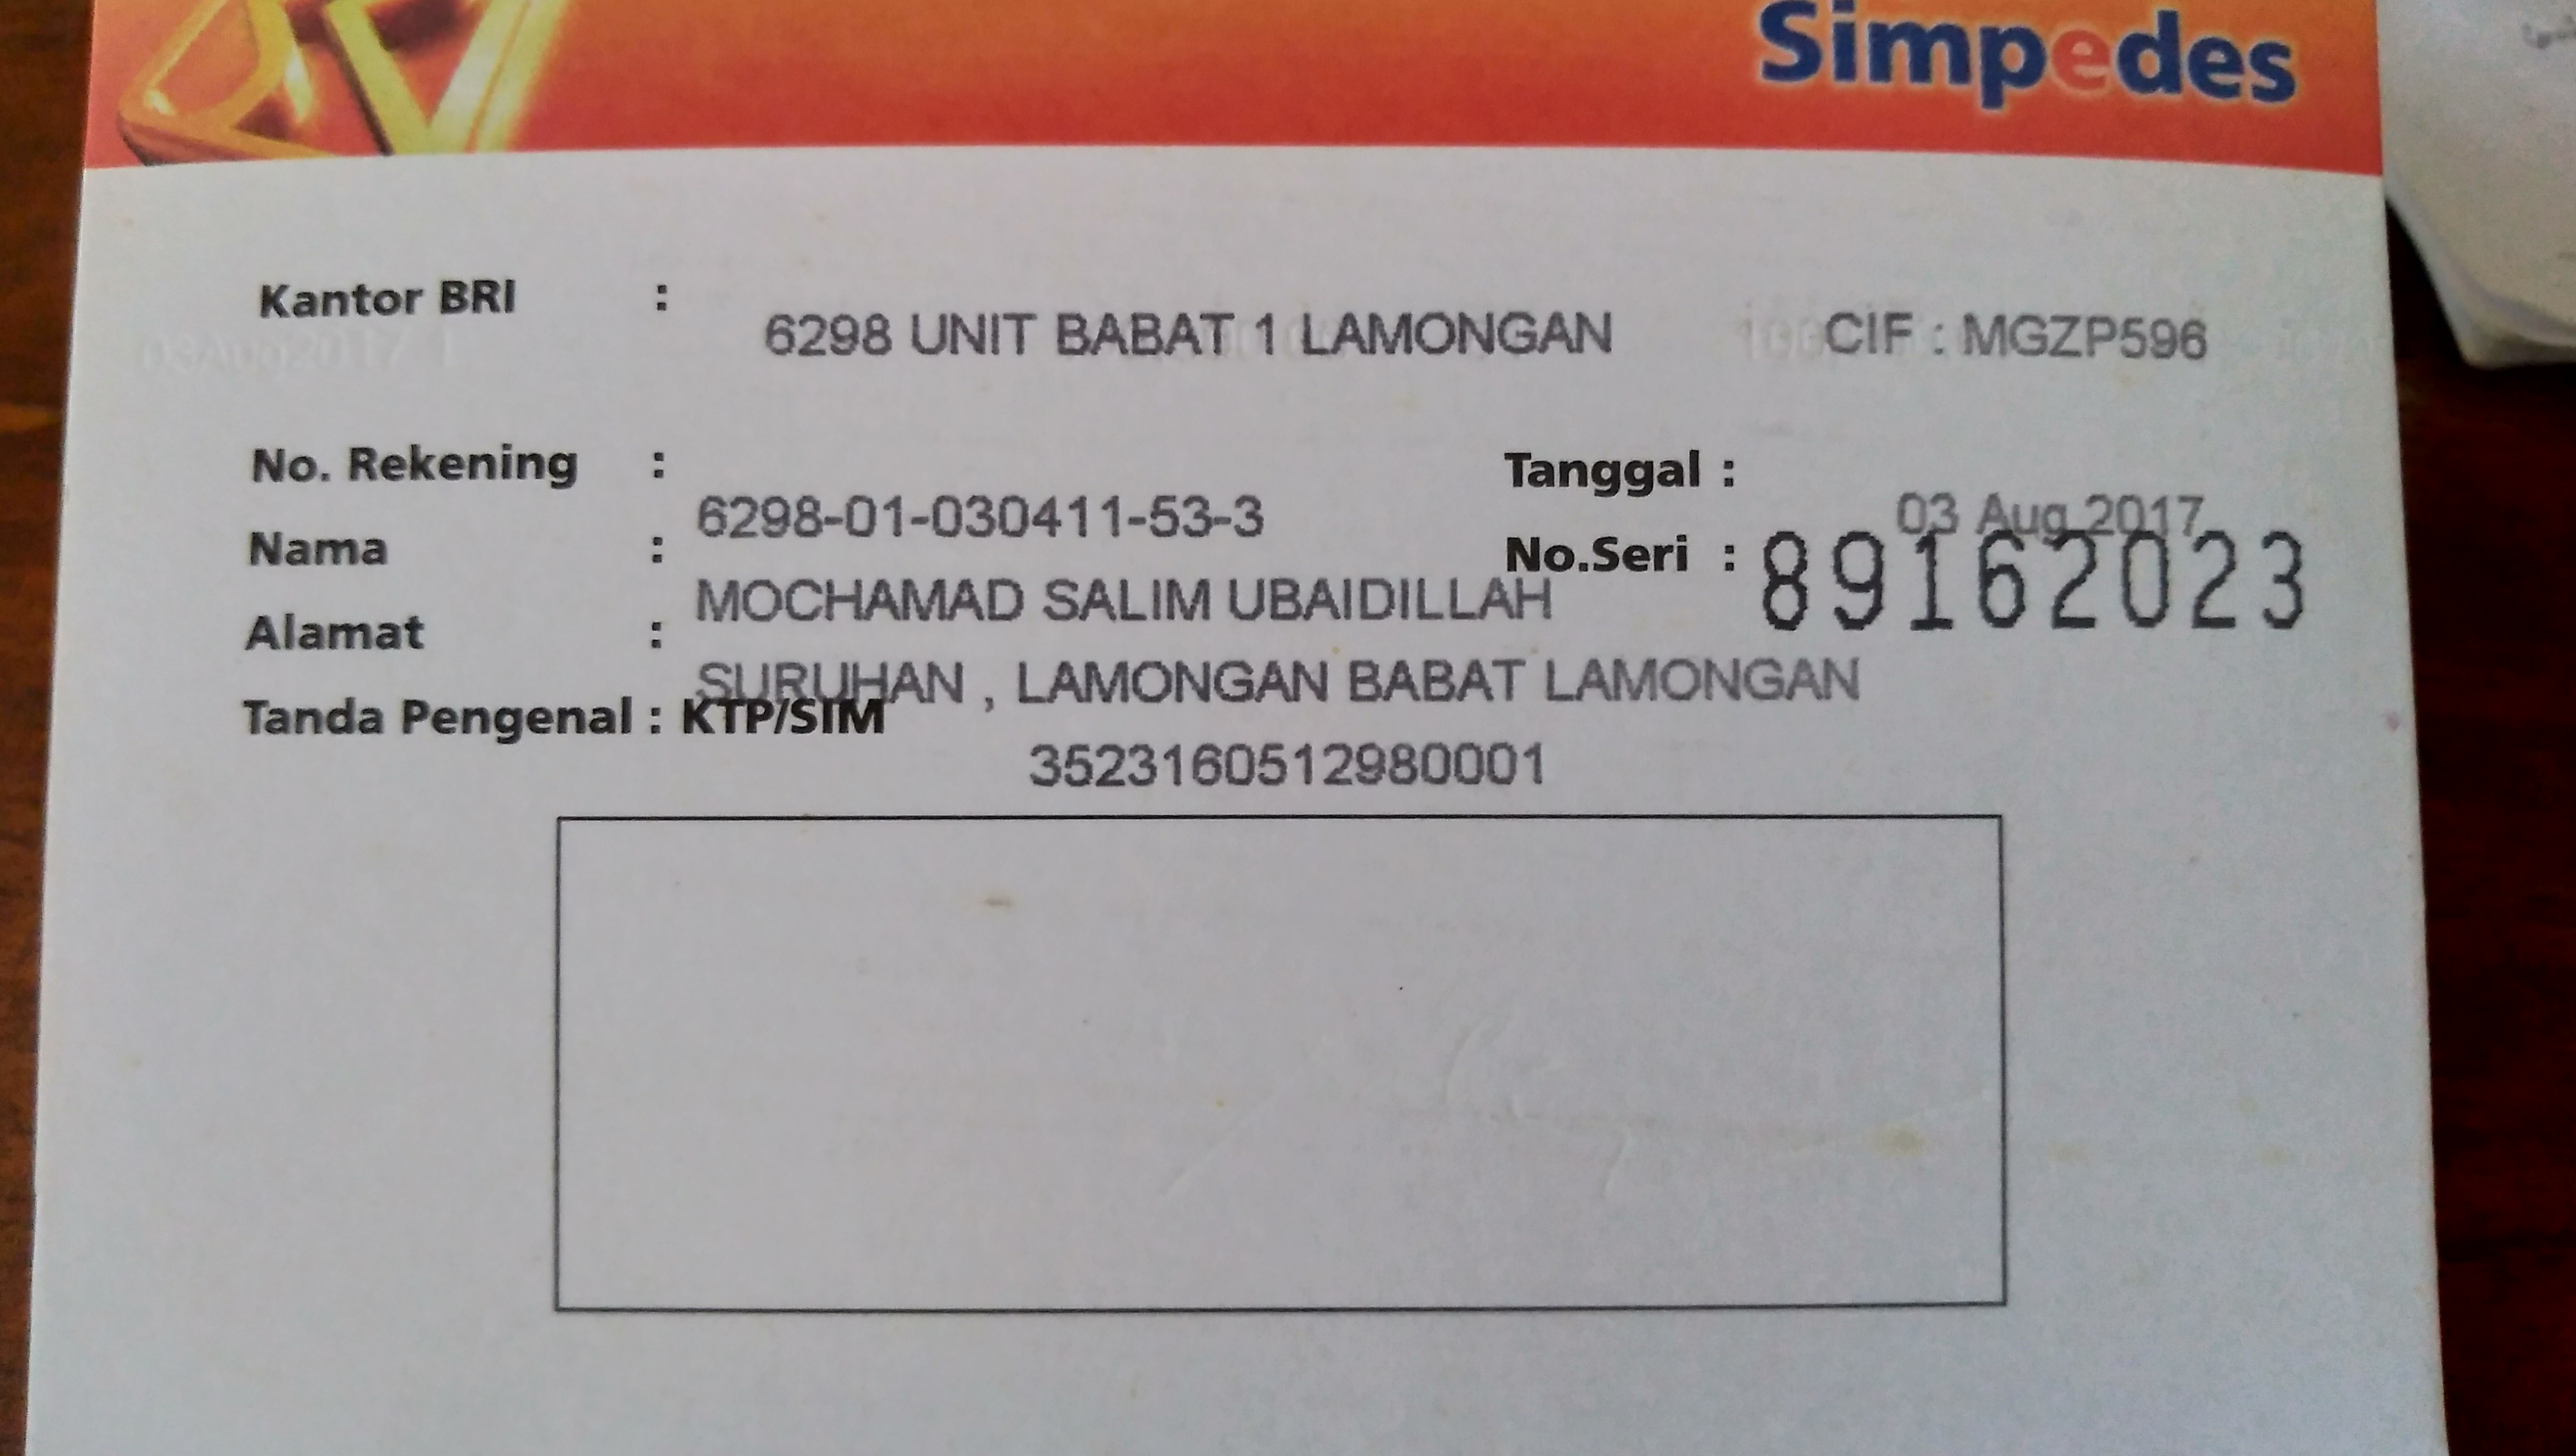 Simpedes
Kantor BRI :
6298 UNIT BABAT 1 LAMONGAN CIF : MGZP596
No. Rekening : Tanggal :
6298-01-030411-53-3 03 Aug 2017
Nama : No.Seri : 89162023
MOCHAMAD SALIM UBAIDILLAH
Alamat :
SURUHAN , LAMONGAN BABAT LAMONGAN
Tanda Pengenal : KTP/SIM
3523160512980001